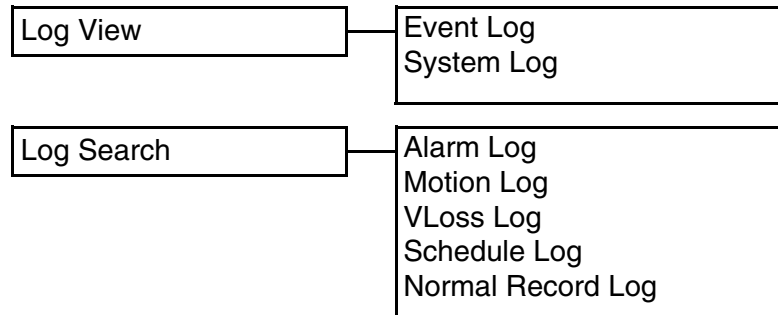 Log View
Event Log
System Log
Log Search
Alarm Log
Motion Log
VLoss Log
Schedule Log
Normal Record Log